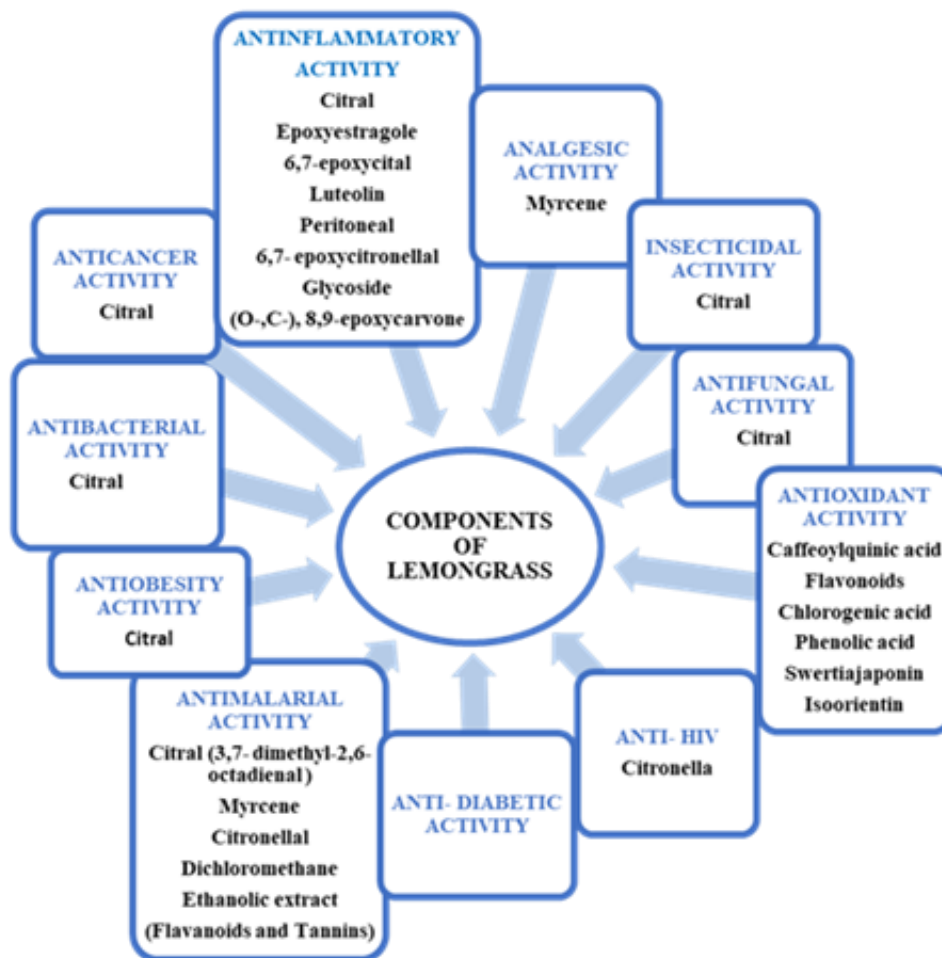 ANTINFLAMMATORY
ACTIVITY
Citral
Epoxyestragole
6,7-epoxycital
Luteolin
Peritoneal
6,7- epoxycitronellal
Glycoside
(O-,C-), 8,9-epoxycarvone
ANALGESIC
ACTIVITY
Myrcene
INSECTICIDAL
ACTIVITY
Citral
ANTIFUNGAL
ACTIVITY
Citral
ANTIOXIDANT
ACTIVITY
Caffeoylquinic acid
Flavonoids
Chlorogenic acid
Phenolic acid
Swertiajaponin
Isoorientin
ANTI- HIV
Citronella
ANTI- DIABETIC
ACTIVITY
ANTIMALARIAL
ACTIVITY
Citral (3,7- dimethyl-2,6-
octadienal)
Myrcene
Citronellal
Dichloromethane
Ethanolic extract
(Flavanoids and Tannins)
ANTIOBESITY
ACTIVITY
Citral
ANTIBACTERIAL
ACTIVITY
Citral
ANTICANCER
ACTIVITY
Citral
COMPONENTS
OF
LEMONGRASS